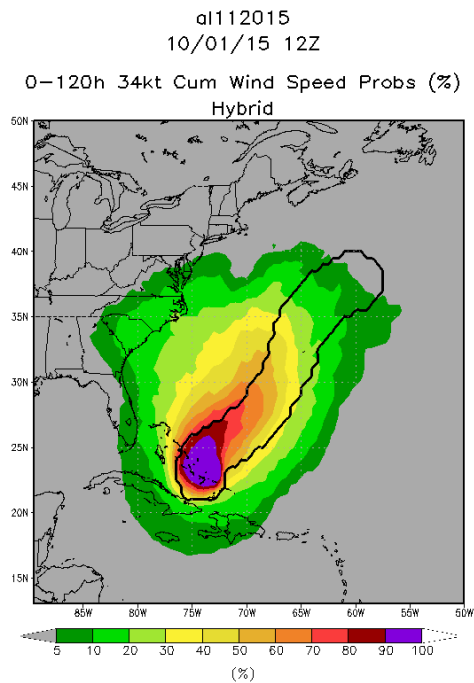 al112015
10/01/15 12Z
0-120h 34kt Cum Wind Speed Probs (%)
Hybrid
50N
45N
40N
35N
30N
25N
20N
15N
85W 80W 75W 70W 65W 60W 55W 50W
5 10 20 30 40 50 60 70 80 90 100
(%)